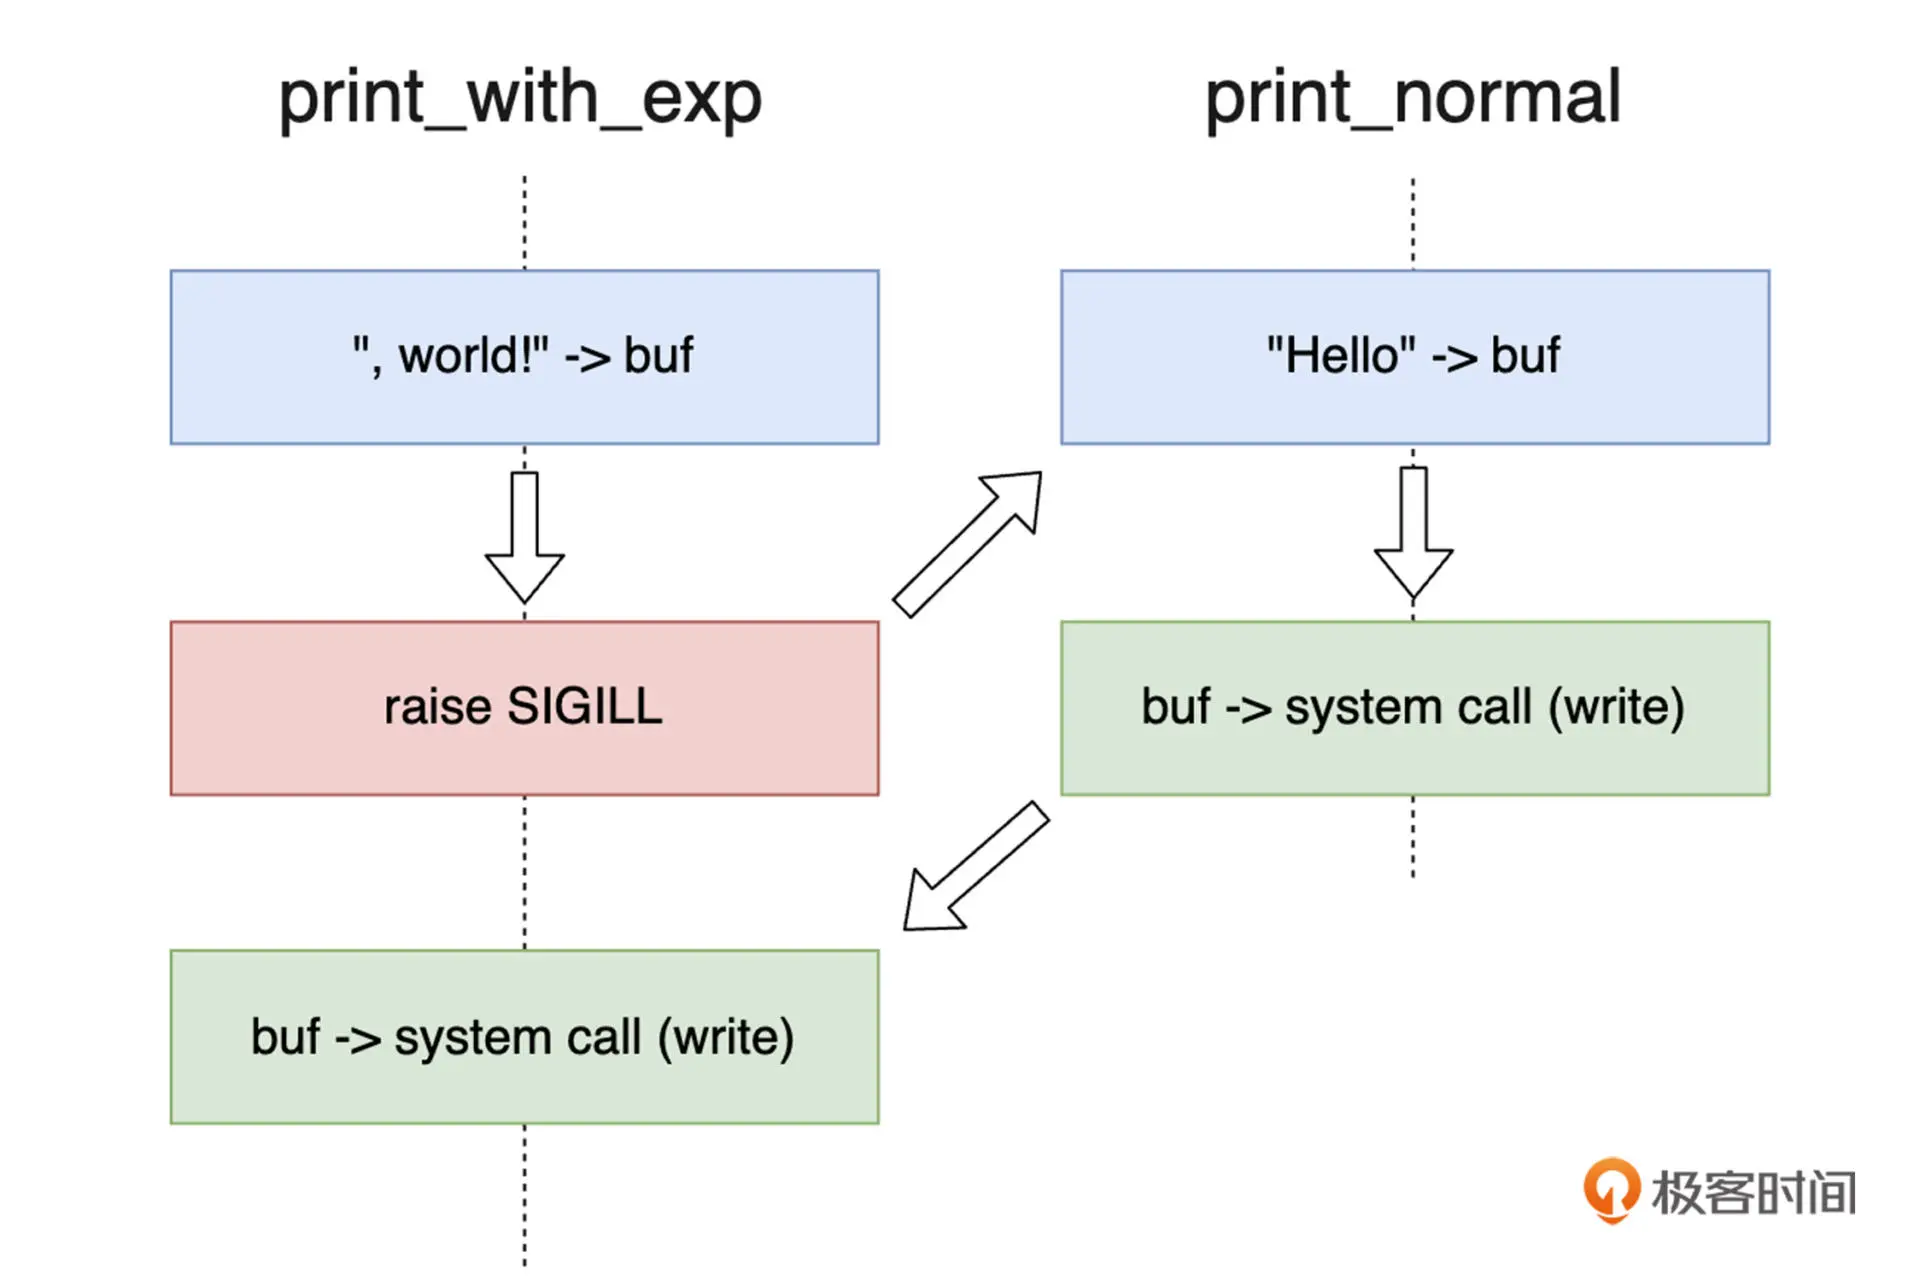 print_with_exp
print_normal
", world!" -> buf
"Hello" -> buf
raise SIGILL
buf -> system call (write)
buf -> system call (write)
极客时间